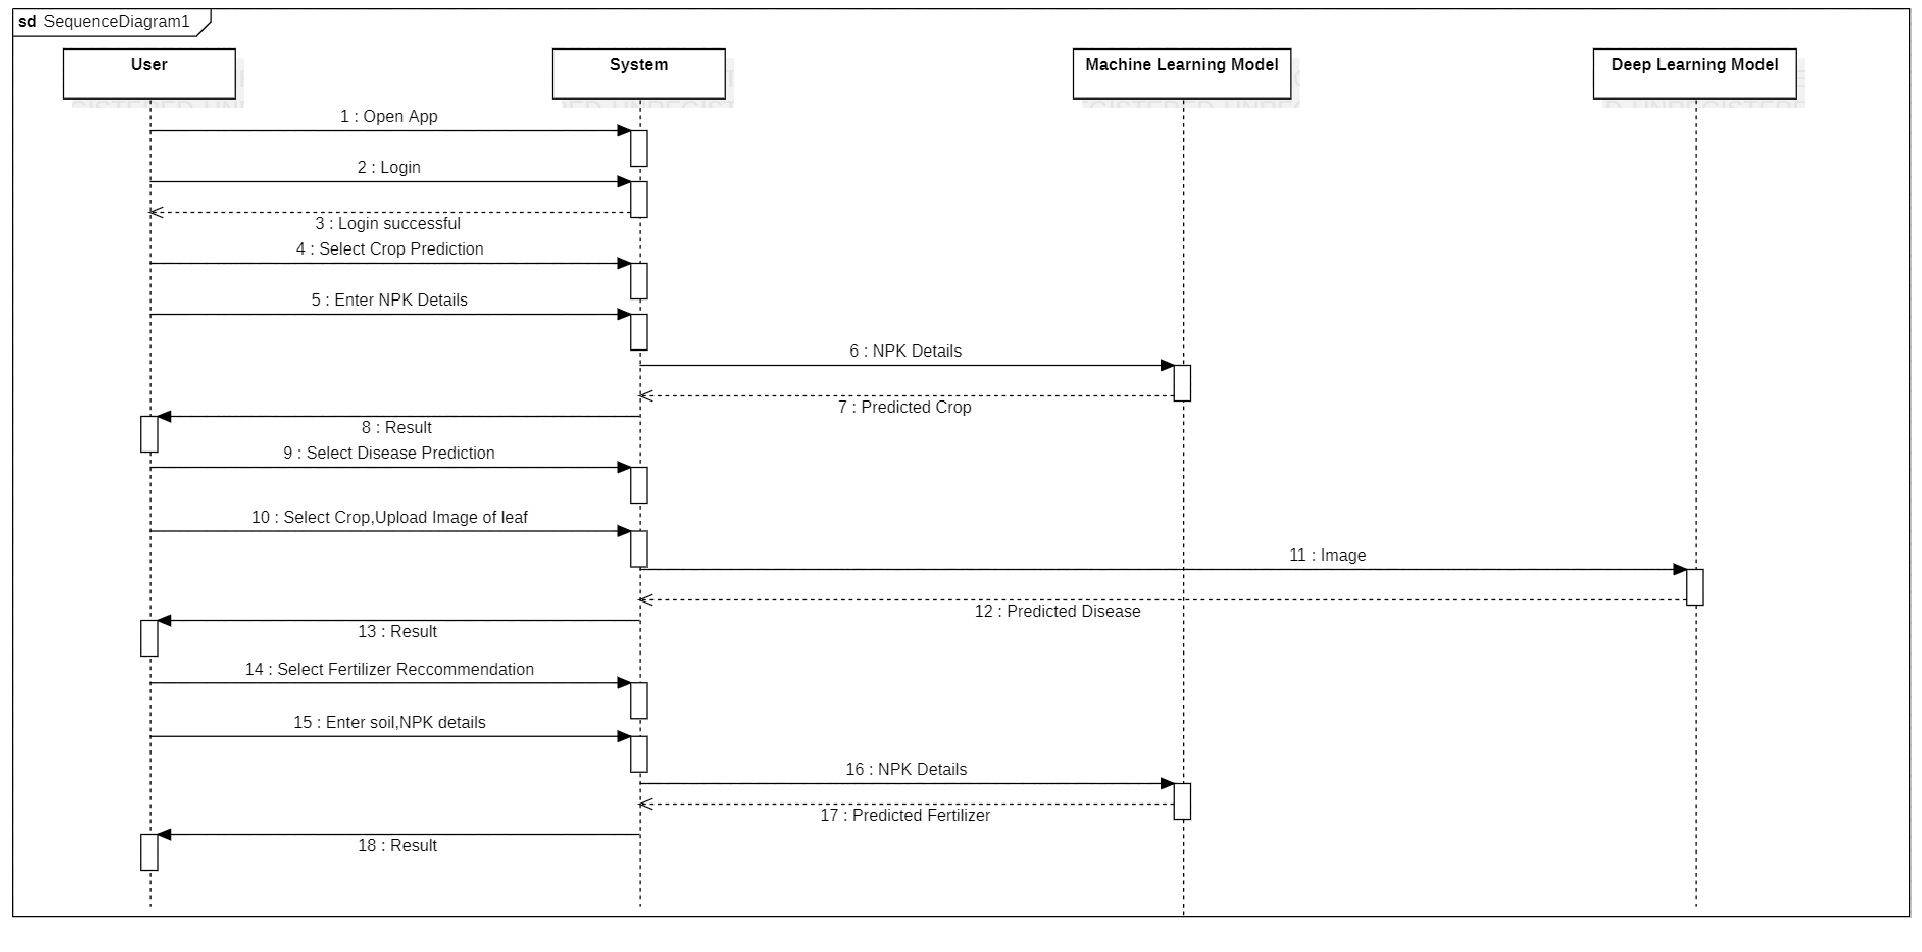 sd SequenceDiagram1
User
System
Machine Learning Model
Deep Learning Model
1 : Open App
2 : Login
3 : Login successful
4 : Select Crop Prediction
5 : Enter NPK Details
6 : NPK Details
7 : Predicted Crop
8 : Result
9 : Select Disease Prediction
10 : Select Crop,Upload Image of leaf
11 : Image
12 : Predicted Disease
13 : Result
14 : Select Fertilizer Reccommendation
15 : Enter soil,NPK details
16 : NPK Details
17 : Predicted Fertilizer
18 : Result